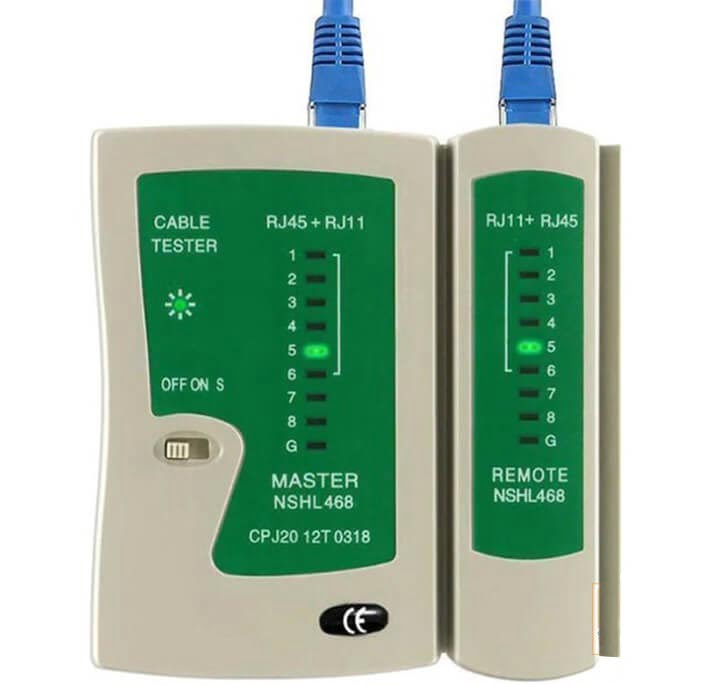 CABLE
TESTER
OFF ON S
RJ45 + RJ11
1
2
3
4
5
6
7
8
G
MASTER
NSHL468
CPJ20 12T 0318
CE
RJ11+ RJ45
1
2
3
4
5
6
7
8
G
REMOTE
NSHL468